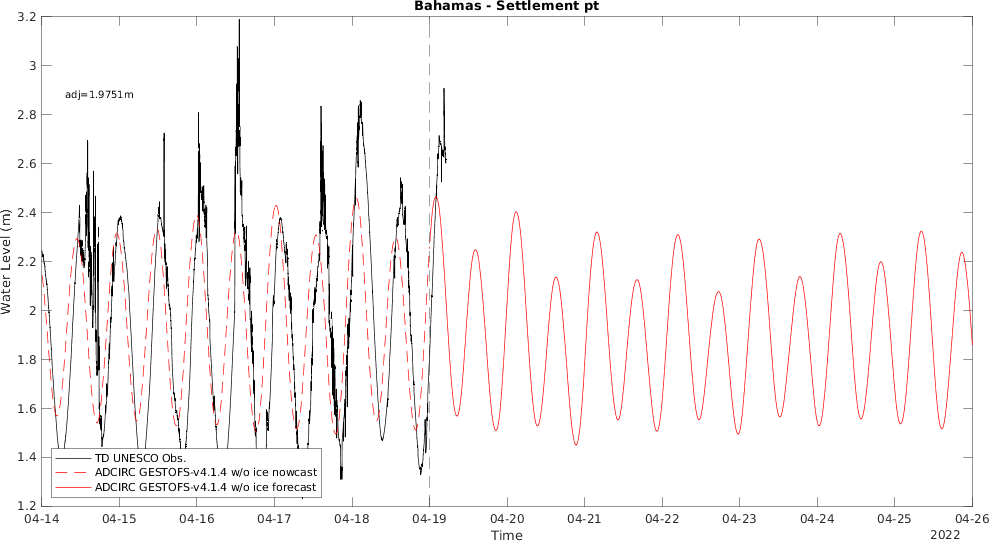 Bahamas - Settlement pt
3.2
3
2.8
2.6
2.4
2.2
2
1.8
1.6
1.4
1.2
Water Level (m)
adj=1.9751m
TD UNESCO Obs.
ADCIRC GESTOFS-v4.1.4 w/o ice nowcast
ADCIRC GESTOFS-v4.1.4 w/o ice forecast
04-14 04-15 04-16 04-17 04-18 04-19 04-20 04-21 04-22 04-23 04-24 04-25 04-26
Time
2022